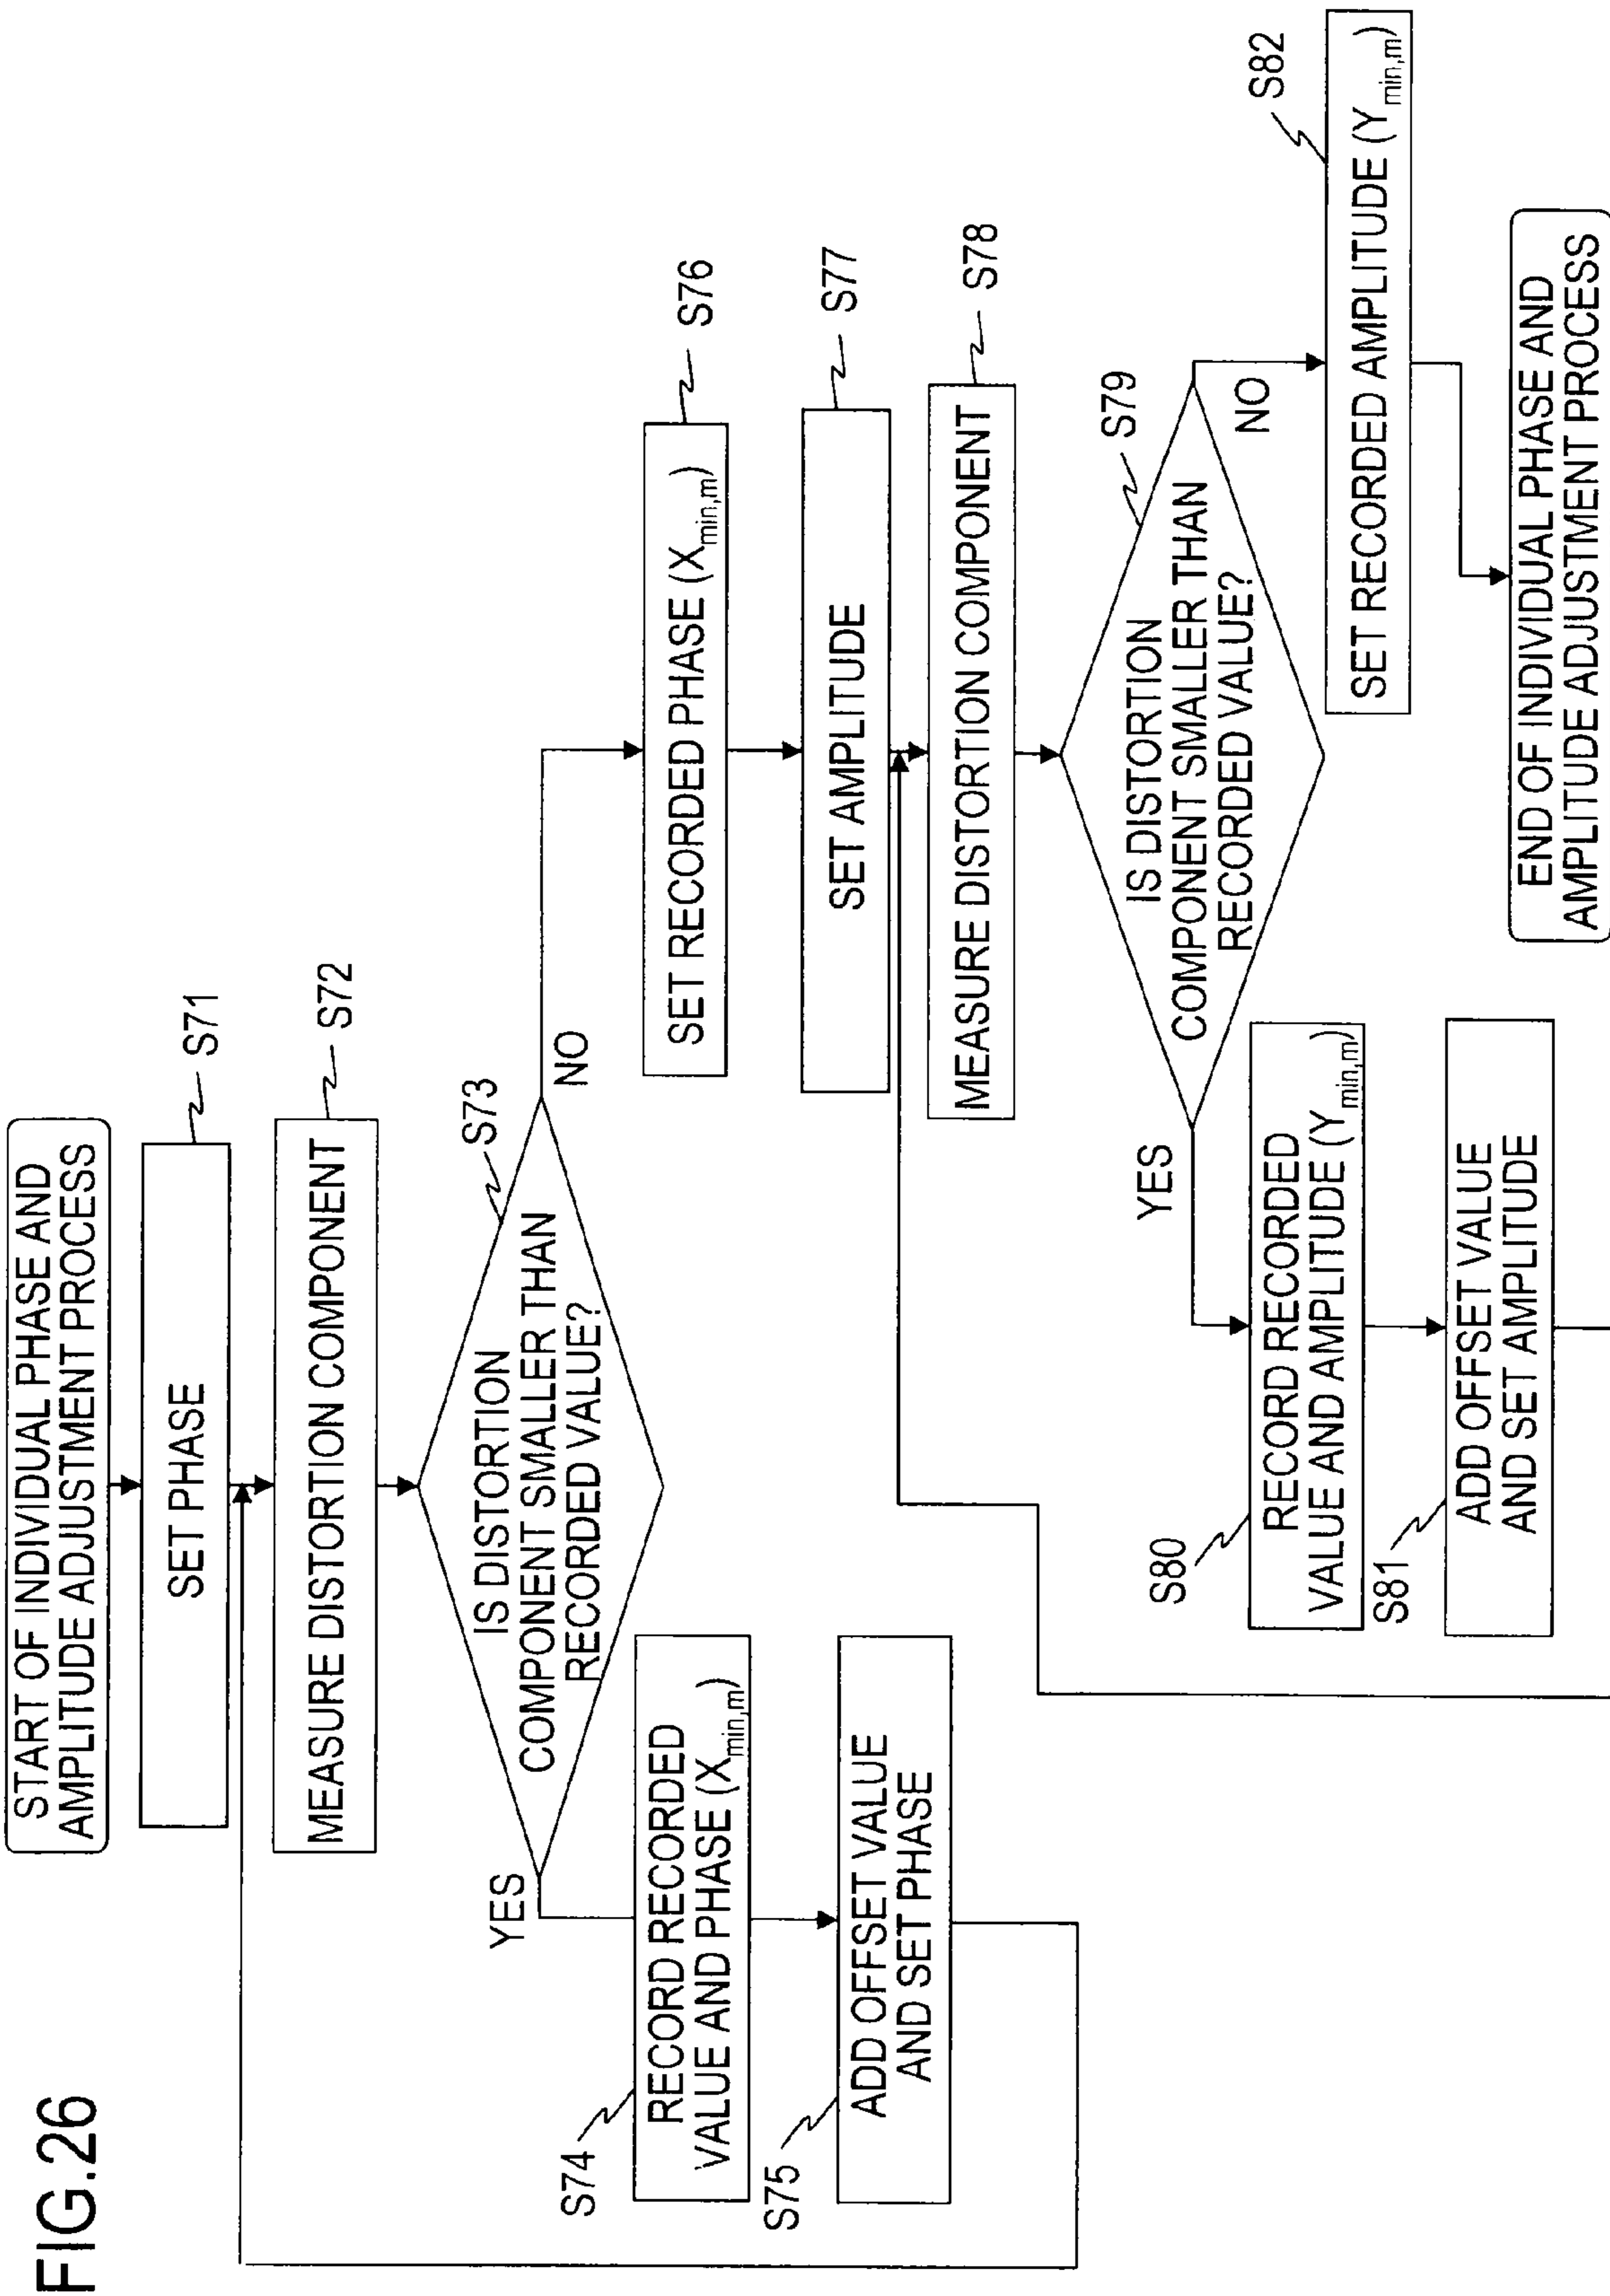 FIG.26
START OF INDIVIDUAL PHASE AND
AMPLITUDE ADJUSTMENT PROCESS
SET PHASE
S71
MEASURE DISTORTION COMPONENT
S72
IS DISTORTION
COMPONENT SMALLER THAN
RECORDED VALUE?
S73
YES
NO
S74
RECORD RECORDED
VALUE AND PHASE (Xmin,m)
S75
ADD OFFSET VALUE
AND SET PHASE
SET RECORDED PHASE (Xmin,m)
S76
SET AMPLITUDE
S77
MEASURE DISTORTION COMPONENT
S78
IS DISTORTION
COMPONENT SMALLER THAN
RECORDED VALUE?
S79
YES
NO
S80
RECORD RECORDED
VALUE AND AMPLITUDE (Ymin,m)
S81
ADD OFFSET VALUE
AND SET AMPLITUDE
SET RECORDED AMPLITUDE (Ymin,m)
S82
END OF INDIVIDUAL PHASE AND
AMPLITUDE ADJUSTMENT PROCESS